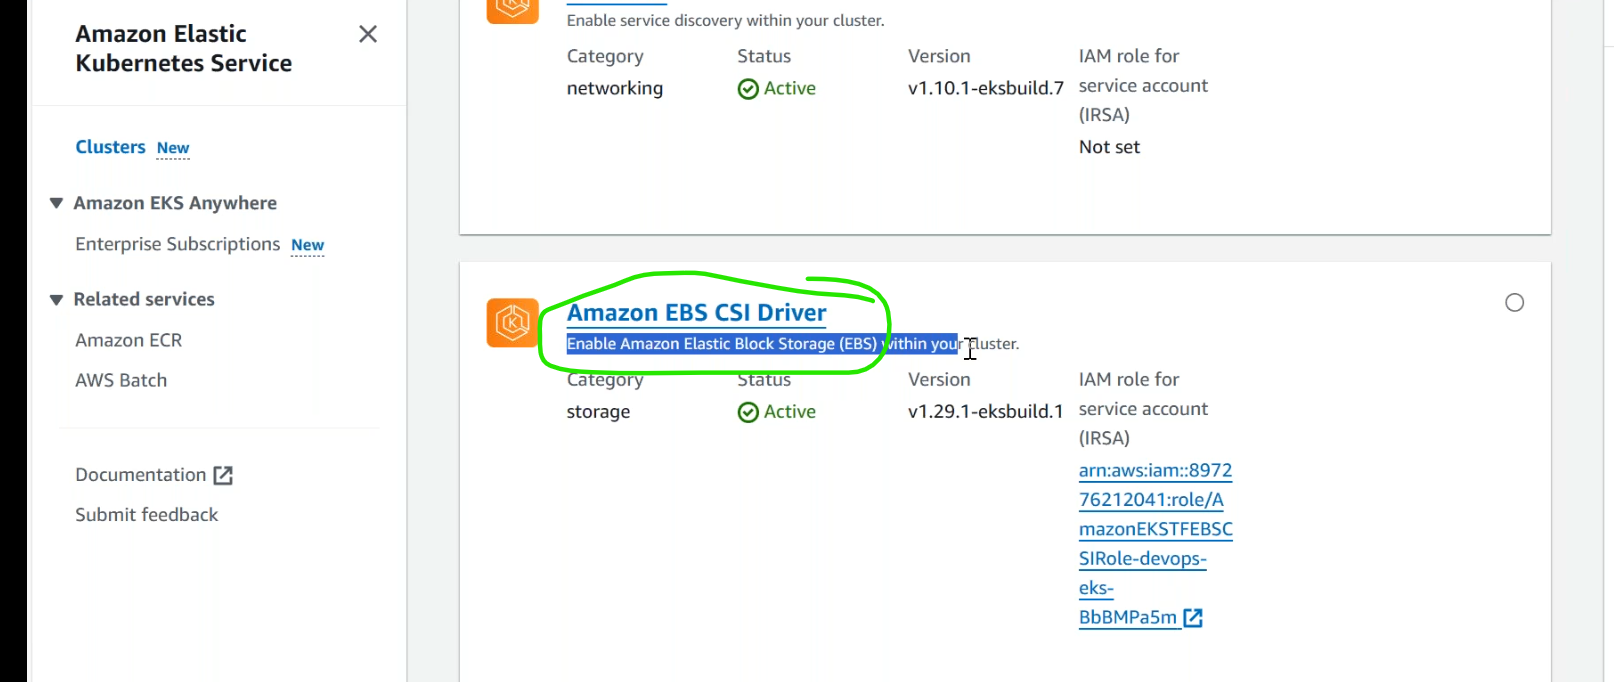 Amazon Elastic
Kubernetes Service
Clusters New
Amazon EKS Anywhere
Enterprise Subscriptions New
Related services
Amazon ECR
AWS Batch
Documentation
Submit feedback
Enable service discovery within your cluster.
Category
networking
Status
Active
Version
v1.10.1-eksbuild.7
IAM role for
service account
(IRSA)
Not set
Amazon EBS CSI Driver
Enable Amazon Elastic Block Storage (EBS) within your cluster.
Category
storage
Status
Active
Version
v1.29.1-eksbuild.1
IAM role for
service account
(IRSA)
arn:aws:iam::8972
76212041:role/A
mazonEKSTFEBSC
SIRole-devops-
eks-
BbBMPa5m